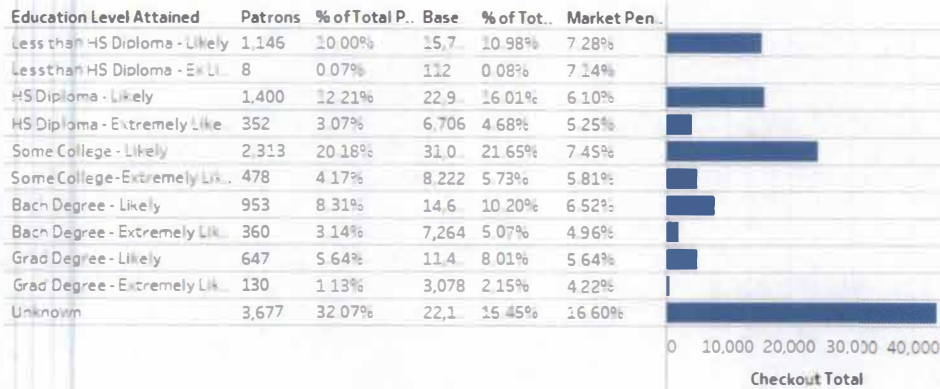 Education Level Attained Patrons % of Total P.. Base % of Tot.. Market Pen..
Less than HS Diploma - Likely 1,146 10.00% 15,7.. 10.98% 7.28%
Less than HS Diploma - Ex Li.. 8 0.07% 112 0.08% 7.14%
HS Diploma - Likely 1,400 12.21% 22,9.. 16.01% 6.10%
HS Diploma - Extremely Like.. 352 3.07% 6,706 4.68% 5.25%
Some College - Likely 2,313 20.18% 31,0.. 21.65% 7.45%
Some College-Extremely Lik.. 478 4.17% 8,222 5.73% 5.81%
Bach Degree - Likely 953 8.31% 14,6.. 10.20% 6.52%
Bach Degree - Extremely Lik.. 360 3.14% 7,264 5.07% 4.96%
Grad Degree - Likely 647 5.64% 11,4.. 8.01% 5.64%
Grad Degree - Extremely Lik.. 130 1.13% 3,078 2.15% 4.22%
Unknown 3,677 32.07% 22,1.. 15.45% 16.60%
0 10,000 20,000 30,000 40,000
Checkout Total